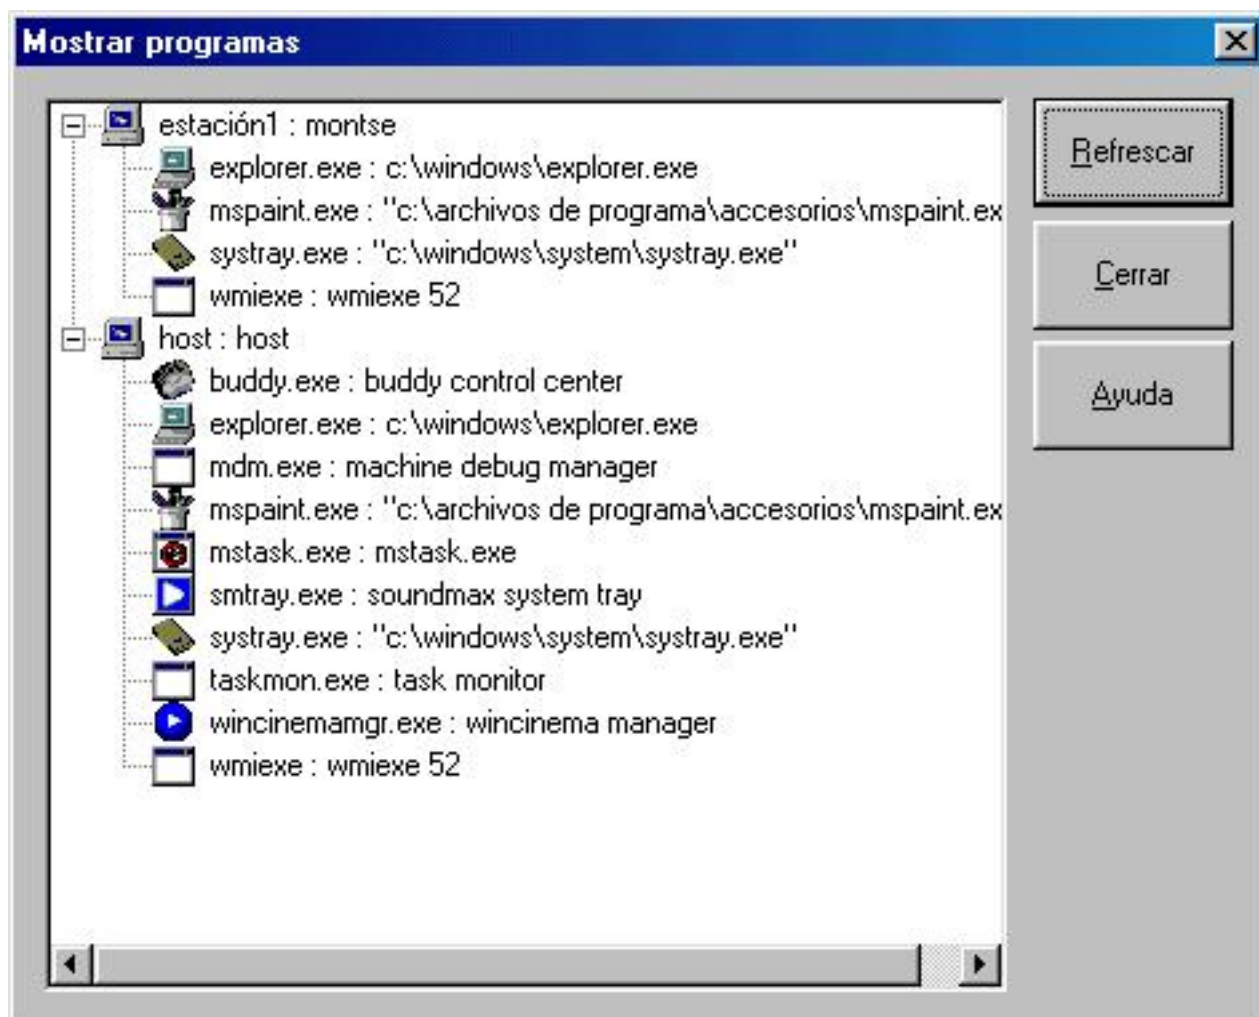 Mostrar programas
estación1 : montse
explorer.exe : c:\windows\explorer.exe
mspaint.exe : "c:\archivos de programa\accesorios\mspaint.ex
systray.exe : "c:\windows\system\systray.exe"
wmiexe : wmiexe 52
host : host
buddy.exe : buddy control center
explorer.exe : c:\windows\explorer.exe
mdm.exe : machine debug manager
mspaint.exe : "c:\archivos de programa\accesorios\mspaint.ex
mstask.exe : mstask.exe
smtray.exe : soundmax system tray
systray.exe : "c:\windows\system\systray.exe"
taskmon.exe : task monitor
wincinemamgr.exe : wincinema manager
wmiexe : wmiexe 52
Refrescar
Cerrar
Ayuda